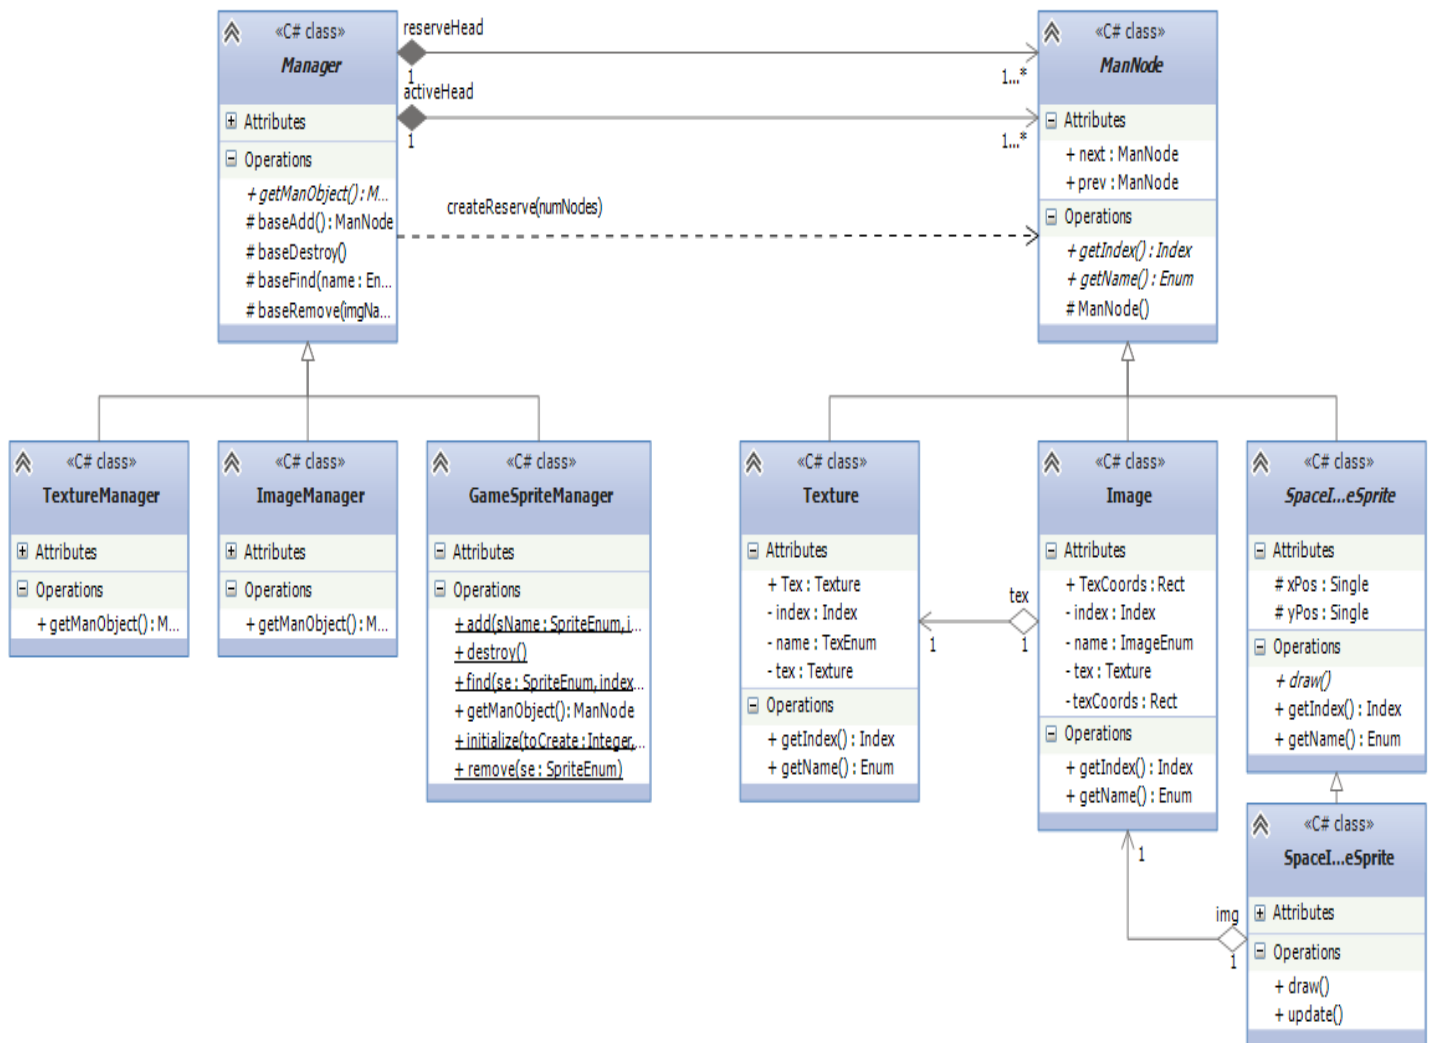 «C# class»
Manager
Attributes
Operations
+ getManObject() : M...
# baseAdd() : ManNode
# baseDestroy()
# baseFind(name : En...
# baseRemove(imgNa...
reserveHead
1
1...*
activeHead
1
1...*
createReserve(numNodes)
«C# class»
ManNode
Attributes
+ next : ManNode
+ prev : ManNode
Operations
+ getIndex() : Index
+ getName() : Enum
# ManNode()
«C# class»
TextureManager
Attributes
Operations
+ getManObject() : M...
«C# class»
ImageManager
Attributes
Operations
+ getManObject() : M...
«C# class»
GameSpriteManager
Attributes
Operations
+ add(sName : SpriteEnum, i...
+ destroy()
+ find(se : SpriteEnum, index...
+ getManObject() : ManNode
+ initialize(toCreate : Integer,...
+ remove(se : SpriteEnum)
«C# class»
Texture
Attributes
+ Tex : Texture
- index : Index
- name : TexEnum
- tex : Texture
Operations
+ getIndex() : Index
+ getName() : Enum
tex
1
1
«C# class»
Image
Attributes
+ TexCoords : Rect
- index : Index
- name : ImageEnum
- tex : Texture
- texCoords : Rect
Operations
+ getIndex() : Index
+ getName() : Enum
«C# class»
SpaceI...eSprite
Attributes
# xPos : Single
# yPos : Single
Operations
+ draw()
+ getIndex() : Index
+ getName() : Enum
1
img
1
«C# class»
SpaceI...eSprite
Attributes
Operations
+ draw()
+ update()